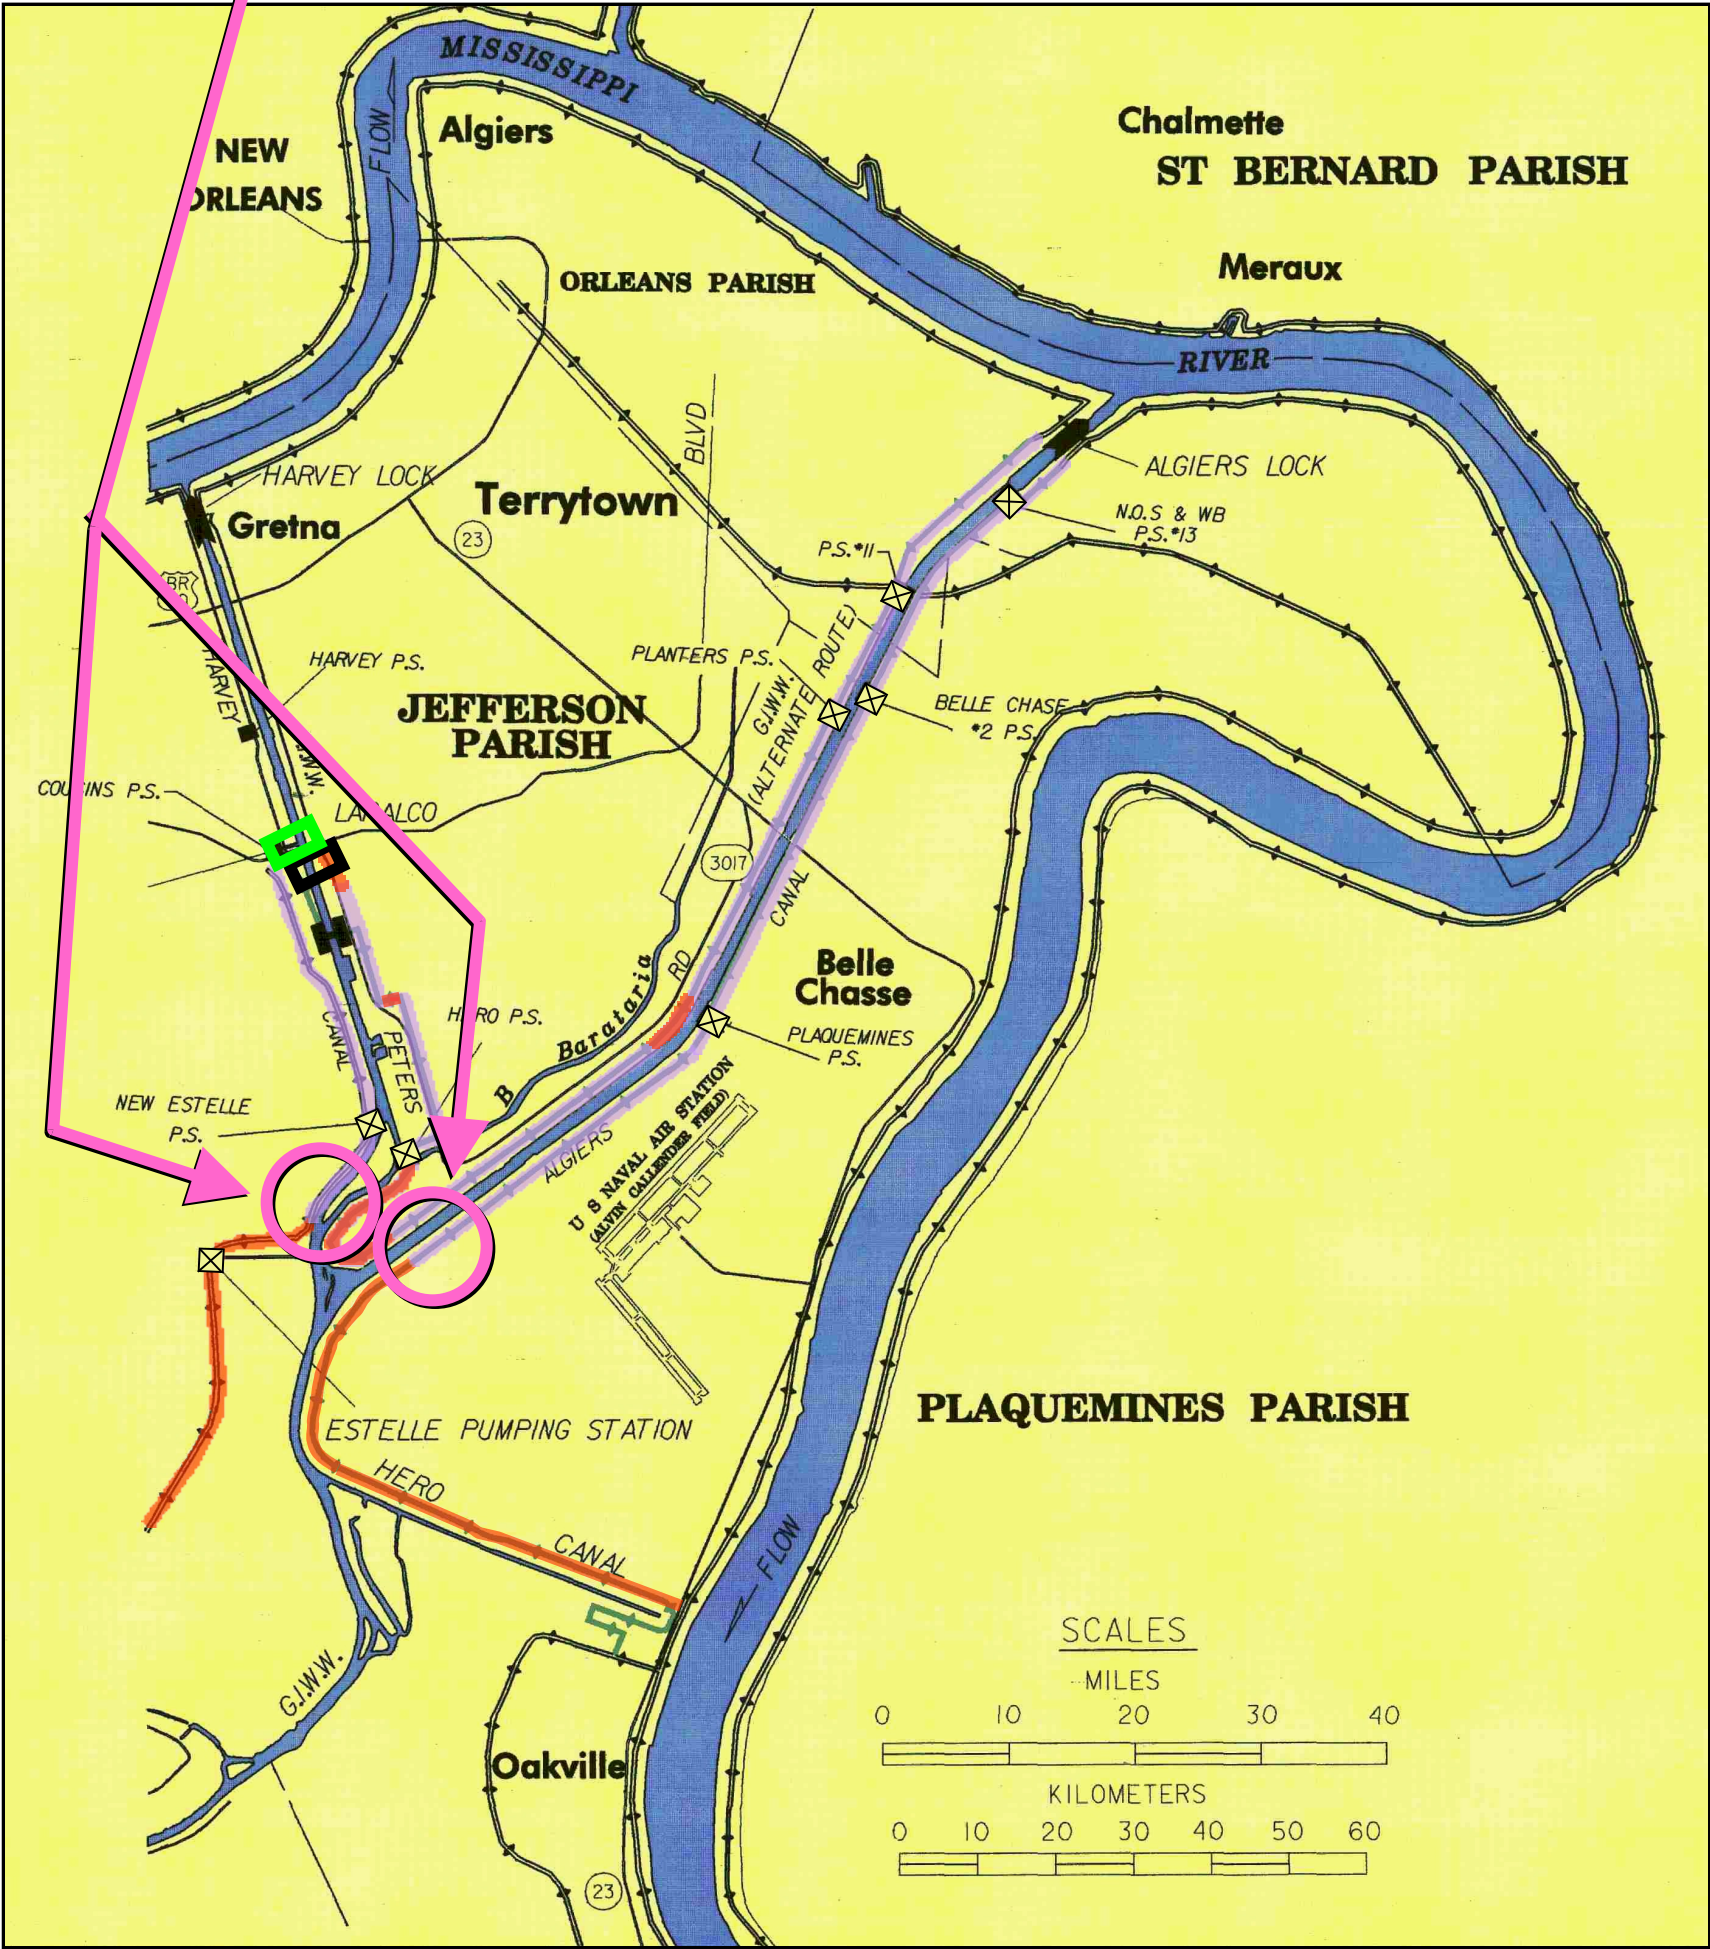 MISSISSIPPI
FLOW
Algiers
NEW
ORLEANS
Chalmette
ST BERNARD PARISH
Meraux
ORLEANS PARISH
RIVER
BLVD
HARVEY LOCK
ALGIERS LOCK
Terrytown
Gretna
23
N.O.S & WB
P.S.#13
P.S.#11
BR
HARVEY P.S.
HARVEY
PLANTERS P.S.
G.I.W.W.
(ALTERNATE ROUTE)
JEFFERSON
PARISH
BELLE CHASE
#2 P.S.
COUSINS P.S.
LAPALCO
3017
CANAL
RD
Belle
Chasse
B Barataria
HERO P.S.
PLAQUEMINES
P.S.
CANAL
PETERS
NEW ESTELLE
P.S.
ALGIERS
U S NAVAL AIR STATION
(ALVIN CALLENDER FIELD)
PLAQUEMINES PARISH
ESTELLE PUMPING STATION
HERO
CANAL
FLOW
G.I.W.W.
Oakville
23
SCALES
MILES
0 10 20 30 40
KILOMETERS
0 10 20 30 40 50 60